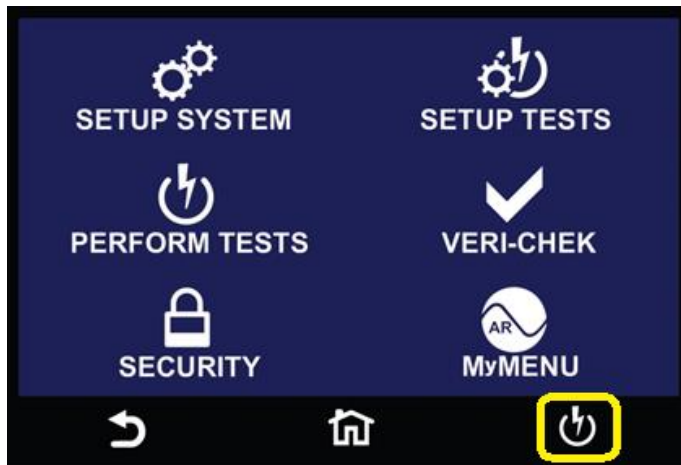 SETUP SYSTEM
SETUP TESTS
PERFORM TESTS
VERI-CHEK
SECURITY
AR
MyMENU